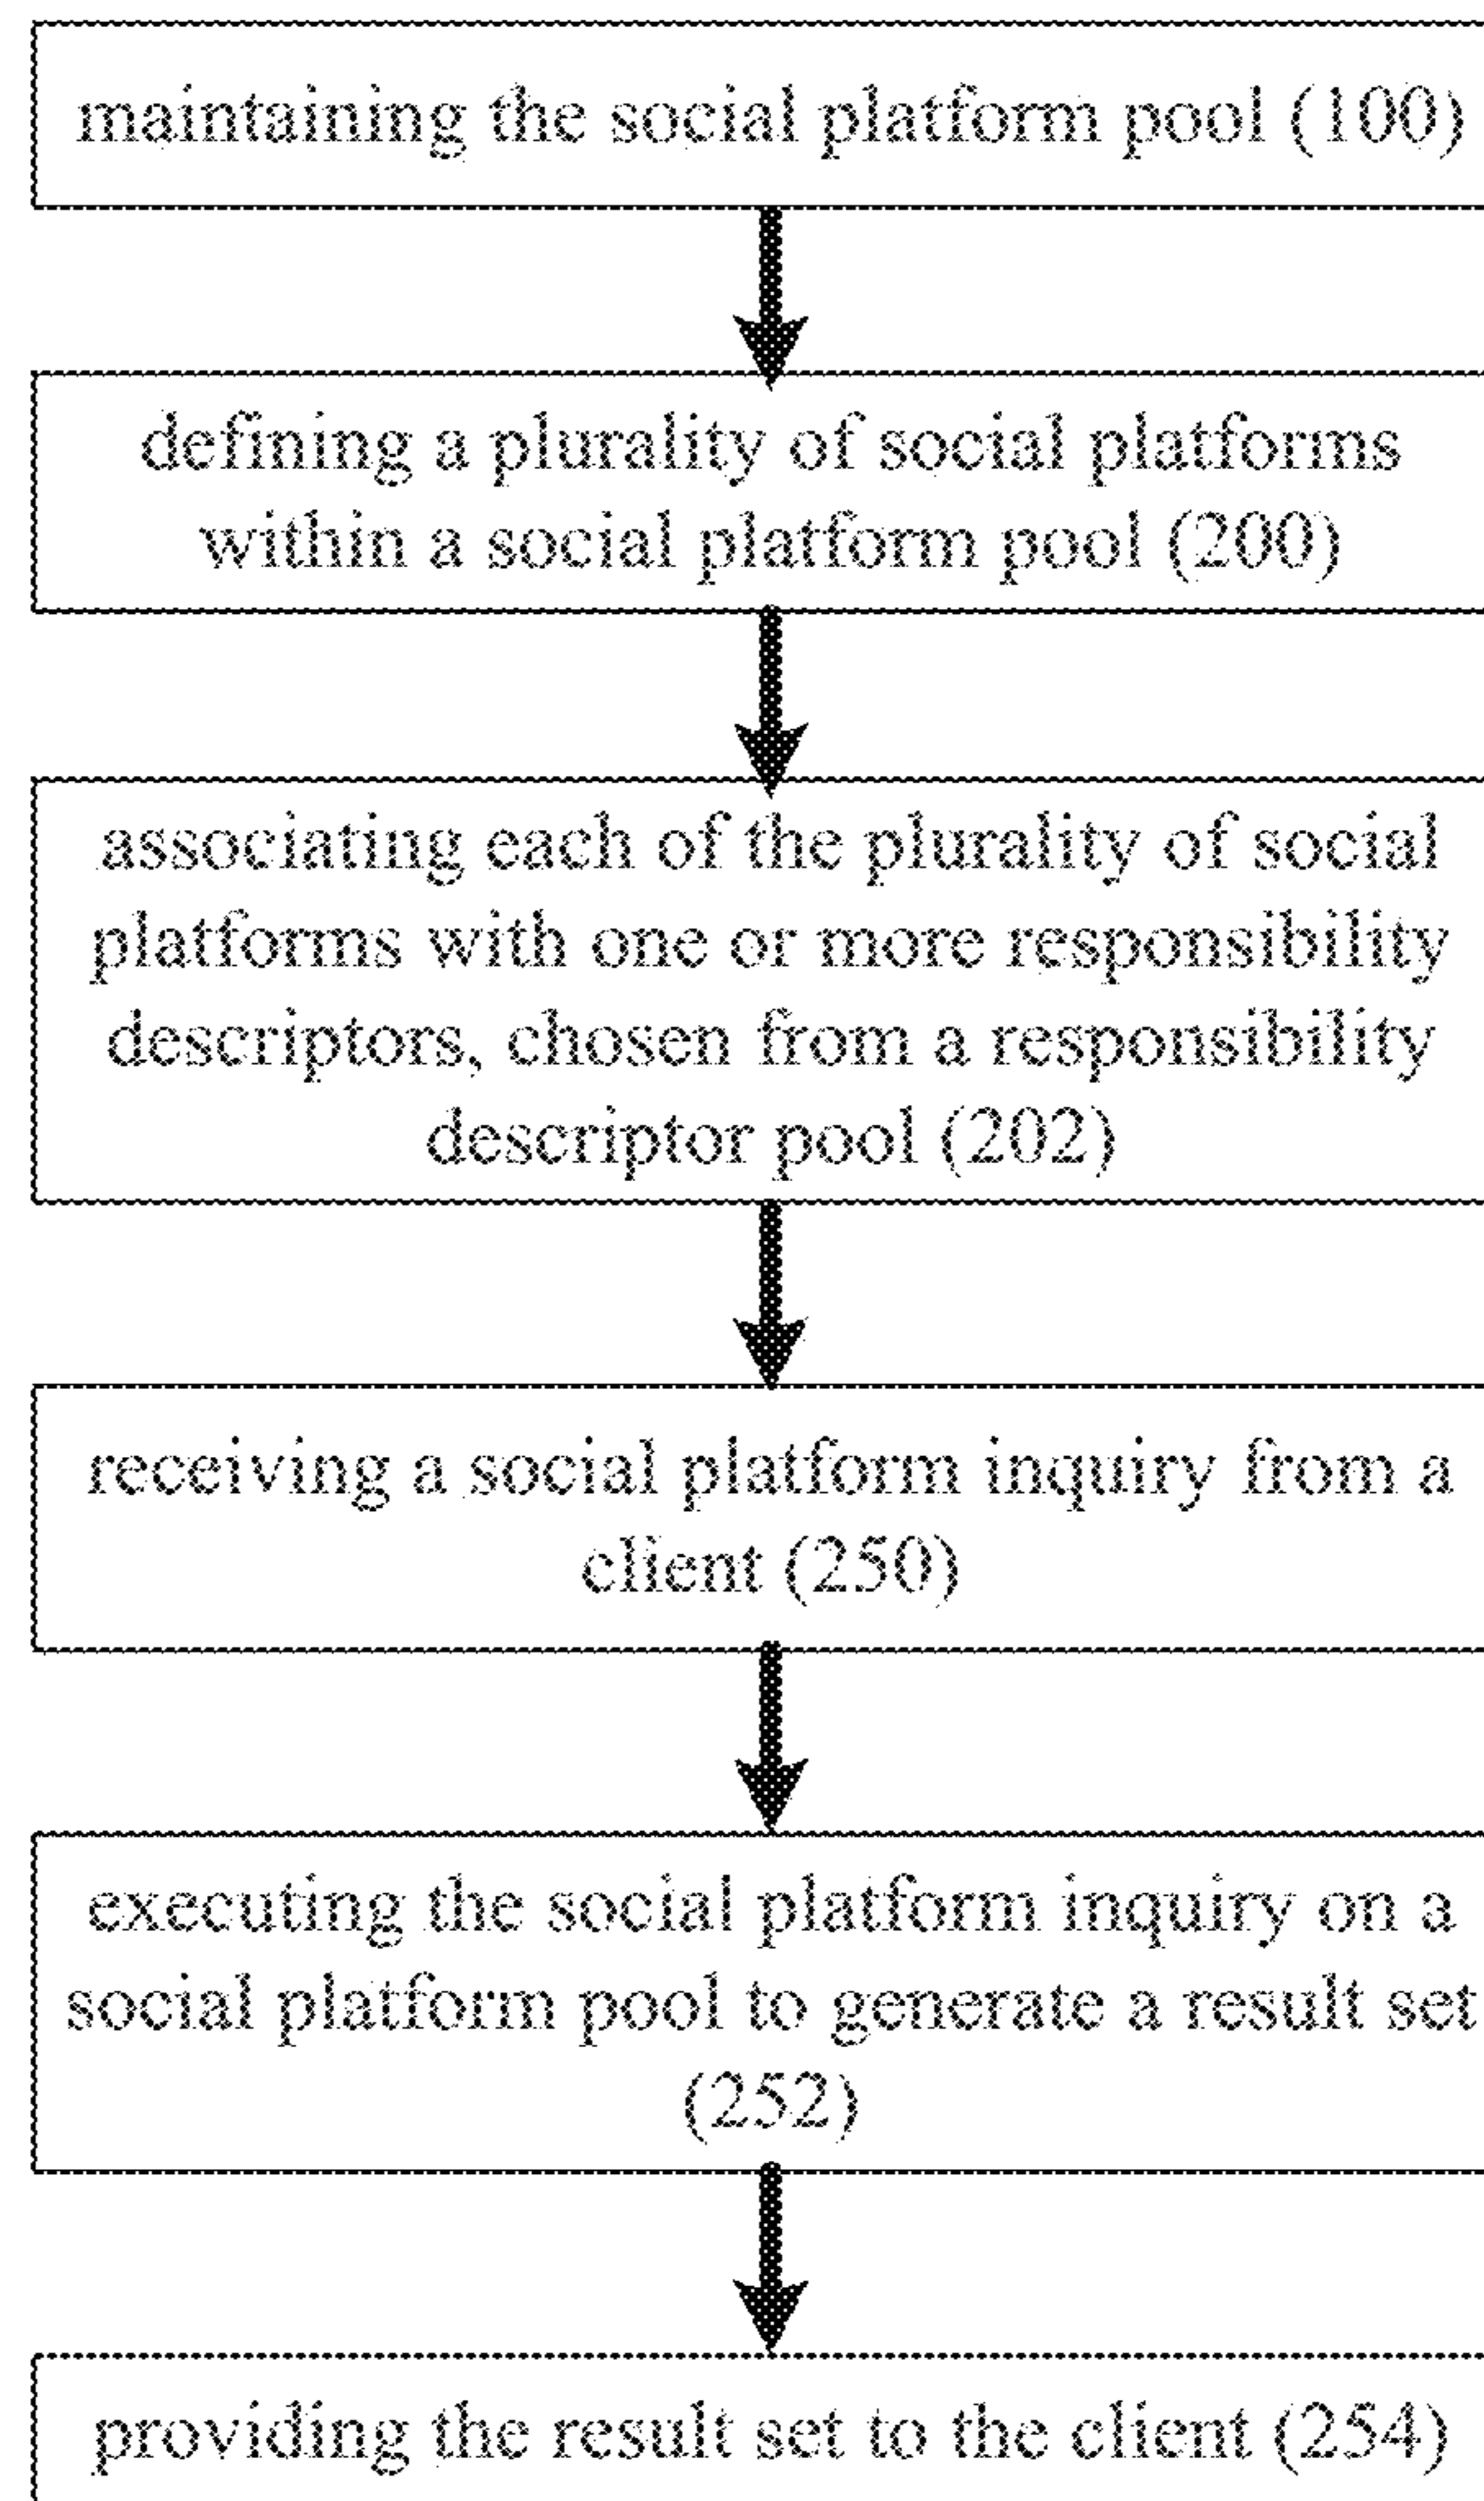 maintaining the social platform pool (100)
defining a plurality of social platforms
within a social platform pool (200)
associating each of the plurality of social
platforms with one or more responsibility
descriptors, chosen from a responsibility
descriptor pool (202)
receiving a social platform inquiry from a
client (250)
executing the social platform inquiry on a
social platform pool to generate a result set
(252)
providing the result set to the client (254)